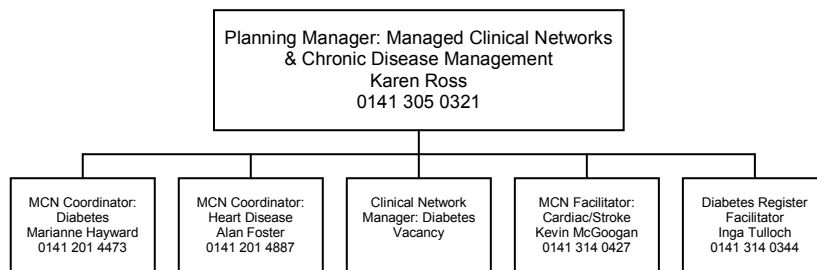 Planning Manager: Managed Clinical Networks
& Chronic Disease Management
Karen Ross
0141 305 0321
MCN Coordinator:
Diabetes
Marianne Hayward
0141 201 4473
MCN Coordinator:
Heart Disease
Alan Foster
0141 201 4887
Clinical Network
Manager: Diabetes
Vacancy
MCN Facilitator:
Cardiac/Stroke
Kevin McGoogan
0141 314 0427
Diabetes Register
Facilitator
Inga Tulloch
0141 314 0344